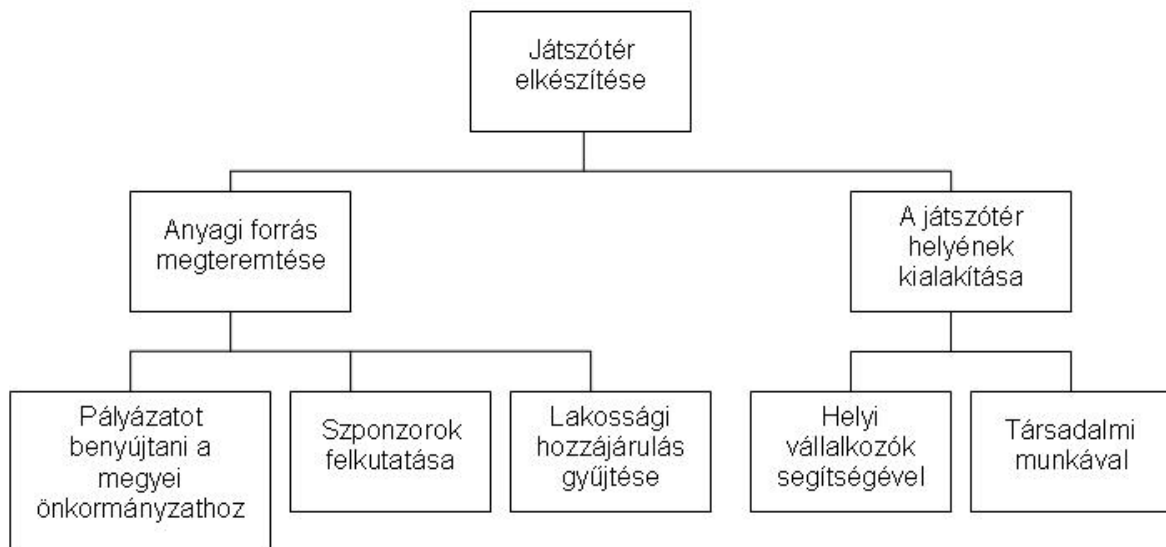 Játszótér
elkészítése
Anyagi forrás
megteremtése
A játszótér
helyének
kialakítása
Pályázatot
benyújtani a
megyei
önkormányzathoz
Szponzorok
felkutatása
Lakossági
hozzájárulás
gyűjtése
Helyi
vállalkozók
segítségével
Társadalmi
munkával